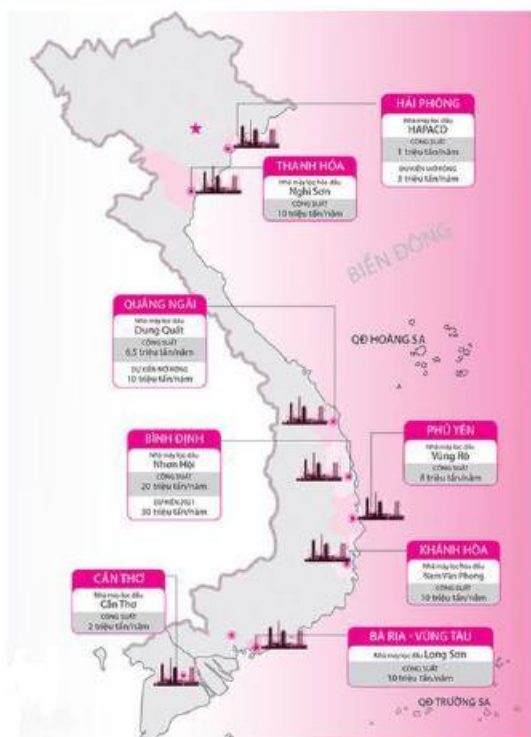 HẢI PHÒNG
Nhà máy lọc dầu
HAPACO
CÔNG SUẤT
1 triệu tấn/năm
DỰ KIẾN MỞ RỘNG
3 triệu tấn/năm
THANH HÓA
Nhà máy lọc hóa dầu
Nghi Sơn
CÔNG SUẤT
10 triệu tấn/năm
BIỂN ĐÔNG
QUẢNG NGÃI
Nhà máy lọc dầu
Dung Quất
CÔNG SUẤT
6,5 triệu tấn/năm
DỰ KIẾN MỞ RỘNG
10 triệu tấn/năm
QĐ HOÀNG SA
BÌNH ĐỊNH
Nhà máy lọc dầu
Nhơn Hội
CÔNG SUẤT
20 triệu tấn/năm
DỰ KIẾN 2021
30 triệu tấn/năm
PHÚ YÊN
Nhà máy lọc dầu
Vũng Rô
CÔNG SUẤT
8 triệu tấn/năm
KHÁNH HÒA
Nhà máy lọc hóa dầu
Nam Vân Phong
CÔNG SUẤT
10 triệu tấn/năm
CẦN THƠ
Nhà máy lọc dầu
Cần Thơ
CÔNG SUẤT
2 triệu tấn/năm
BÀ RỊA - VŨNG TÀU
Nhà máy lọc dầu Long Sơn
CÔNG SUẤT
10 triệu tấn/năm
QĐ TRƯỜNG SA